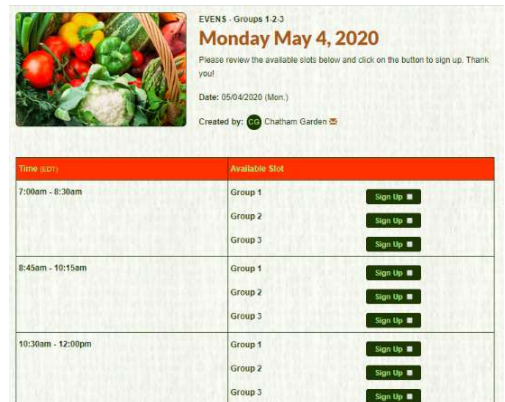 EVENS - Groups 1-2-3
Monday May 4, 2020
Please review the available slots below and click on the button to sign up. Thank
you!
Date: 05/04/2020 (Mon.)
Created by: CG Chatham Garden
Time (EDT) Available Slot
7:00am - 8:30am Group 1 Sign Up
Group 2 Sign Up
Group 3 Sign Up
8:45am - 10:15am Group 1 Sign Up
Group 2 Sign Up
Group 3 Sign Up
10:30am - 12:00pm Group 1 Sign Up
Group 2 Sign Up
Group 3 Sign Up